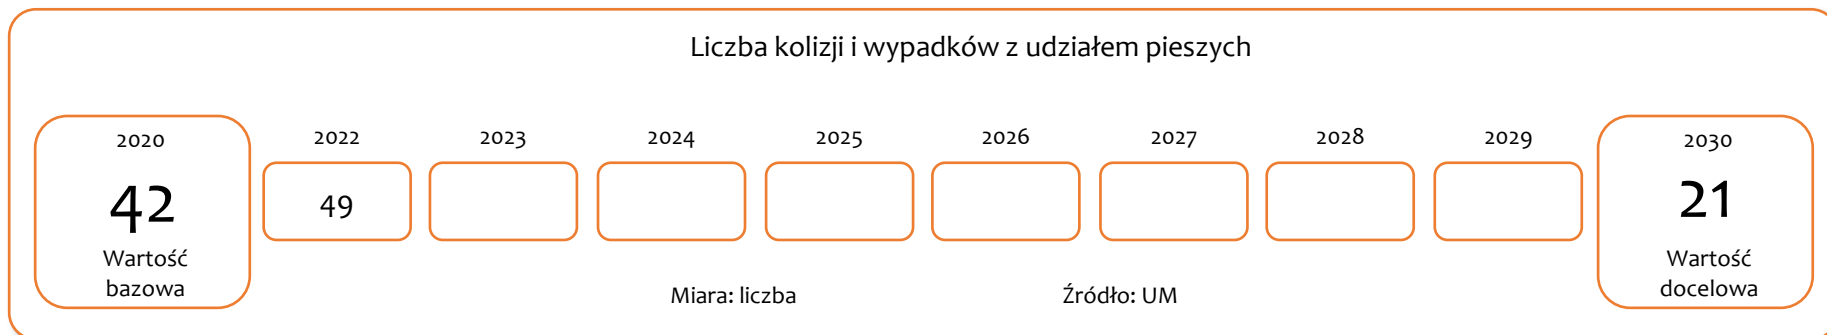 Liczba kolizji i wypadków z udziałem pieszych
2020
42
Wartość
bazowa
2022
49
2023
2024
2025
2026
2027
2028
2029
2030
21
Wartość
docelowa
Miara: liczba
Źródło: UM